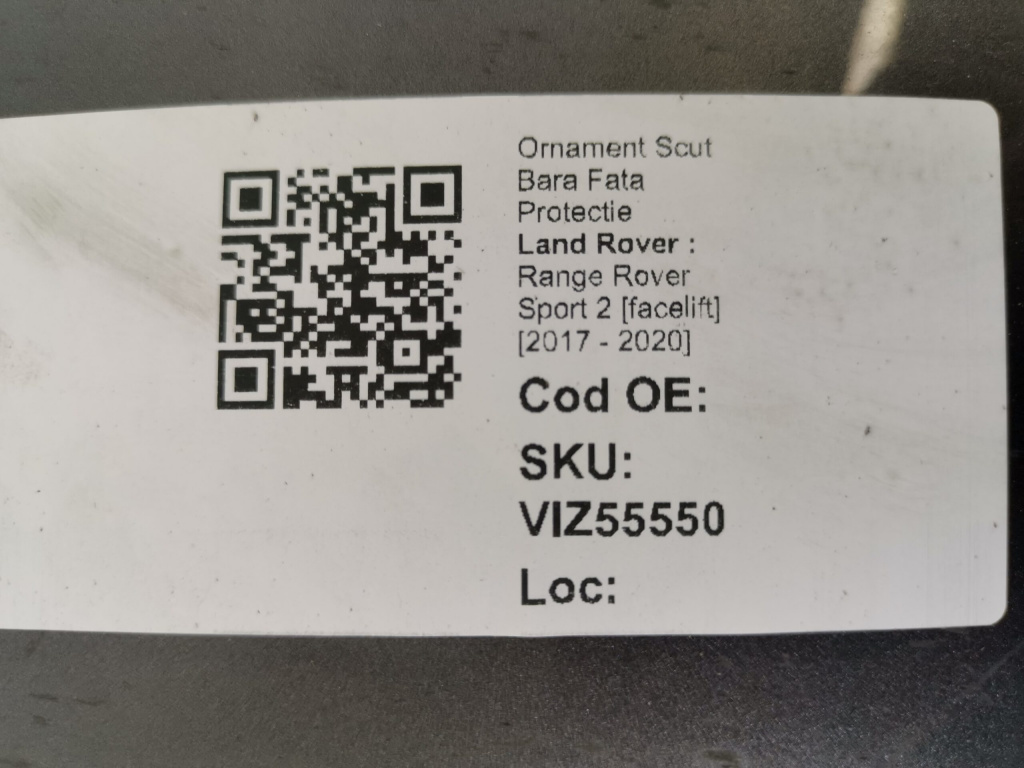 Ornament Scut
Bara Fata
Protectie
Land Rover :
Range Rover
Sport 2 [facelift]
[2017 - 2020]
Cod OE:
SKU:
VIZ55550
Loc: